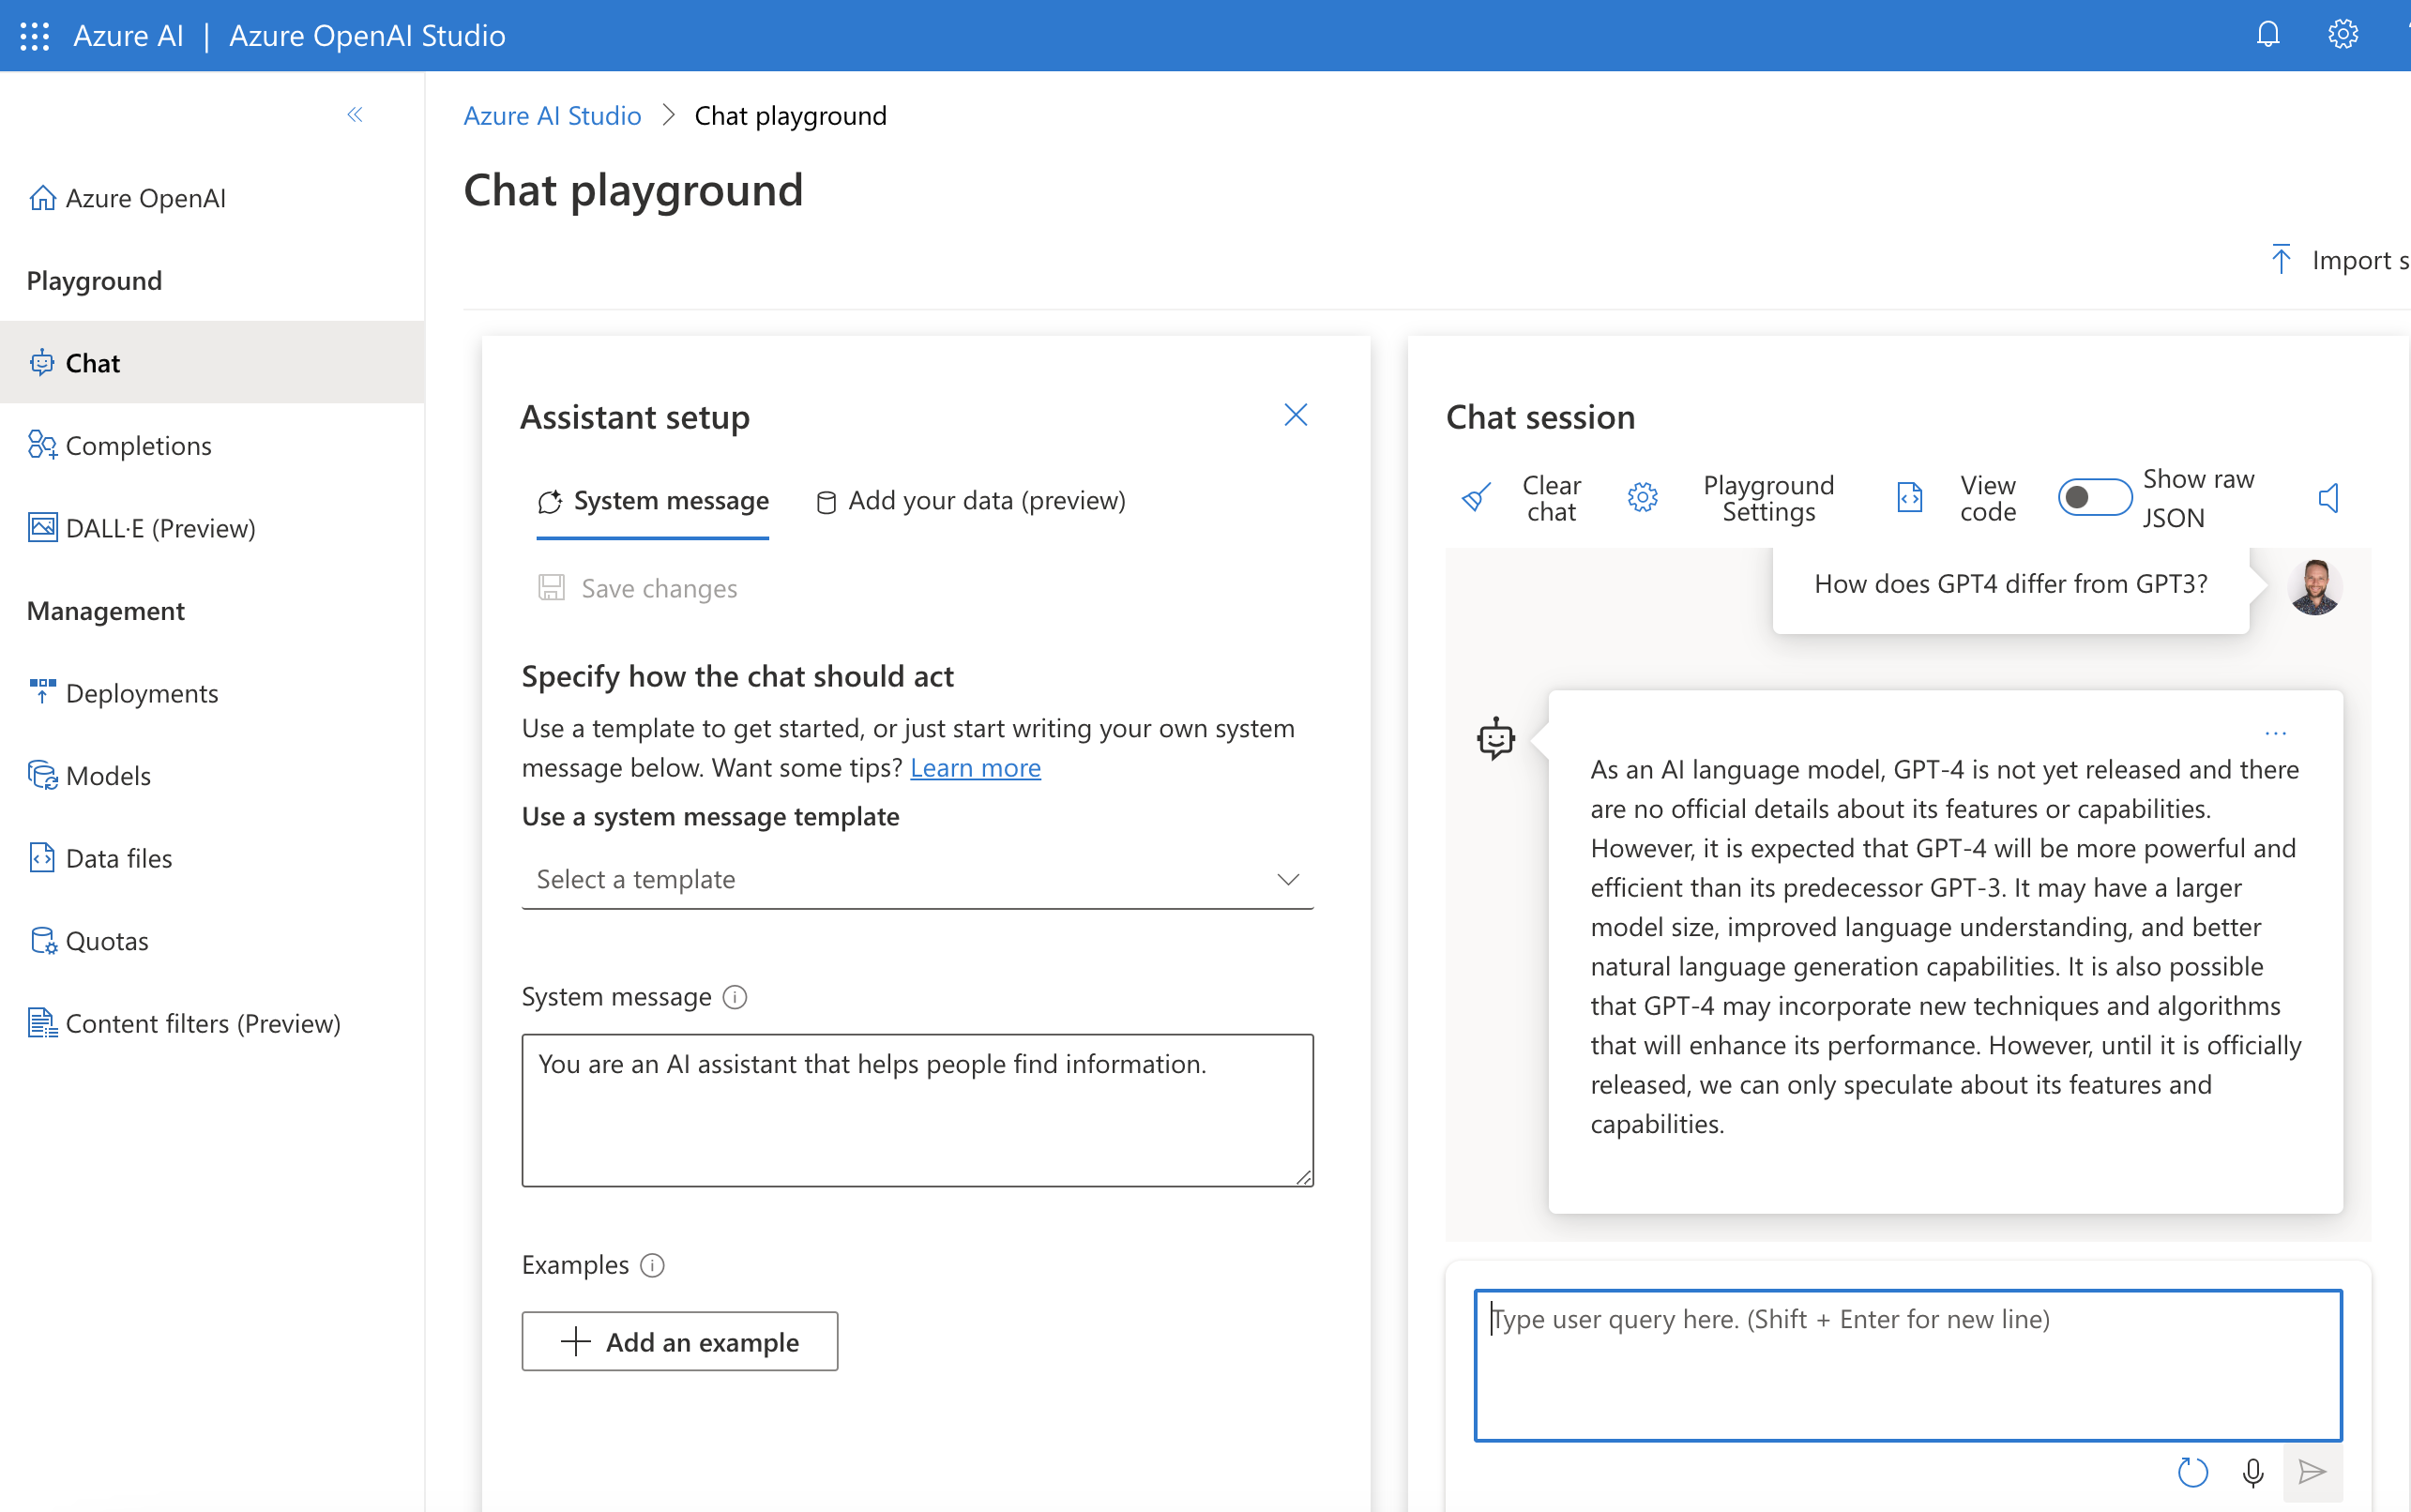 Azure AI | Azure OpenAI Studio
Azure OpenAI
Playground
Chat
Completions
DALL·E (Preview)
Management
Deployments
Models
Data files
Quotas
Content filters (Preview)
Azure AI Studio > Chat playground
Chat playground
Import s
Assistant setup
System message
Add your data (preview)
Save changes
Specify how the chat should act
Use a template to get started, or just start writing your own system
message below. Want some tips? Learn more
Use a system message template
Select a template
System message
You are an AI assistant that helps people find information.
Examples
Add an example
Chat session
Clear
chat
Playground
Settings
View
code
Show raw
JSON
How does GPT4 differ from GPT3?
As an AI language model, GPT-4 is not yet released and there
are no official details about its features or capabilities.
However, it is expected that GPT-4 will be more powerful and
efficient than its predecessor GPT-3. It may have a larger
model size, improved language understanding, and better
natural language generation capabilities. It is also possible
that GPT-4 may incorporate new techniques and algorithms
that will enhance its performance. However, until it is officially
released, we can only speculate about its features and
capabilities.
Type user query here. (Shift + Enter for new line)